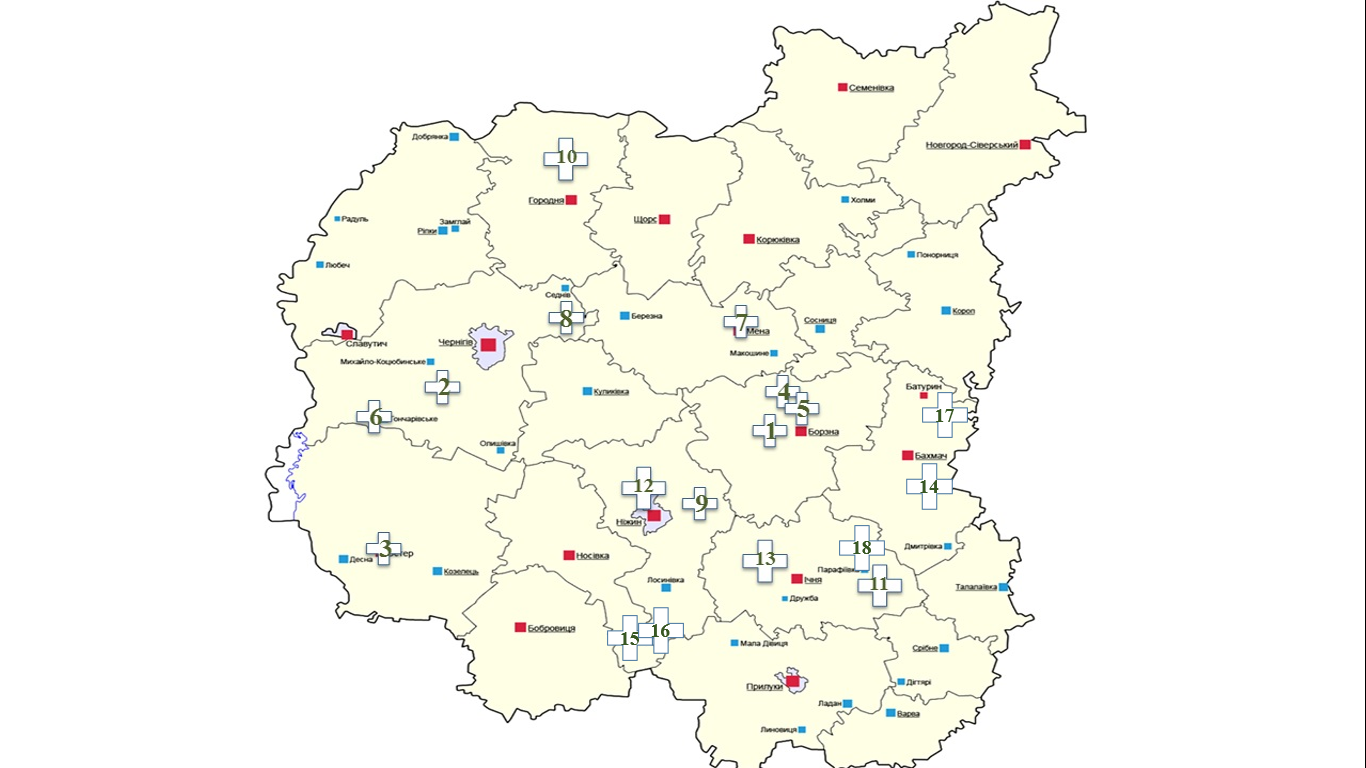 Семенівка
Добрянка
Новгород-Сіверський
10
Холми
Городня
Радуль
Замглай
Щорс
Ріпки
Корюківка
Понорниця
Любеч
Седнів
Короп
Березна
8
7
Сосниця
Мена
Славутич
Чернігів
Макошине
Михайло-Коцюбинське
2
Батурин
4
Куликівка
5
6
ончарівське
17
1
Борзна
Олишівка
Бахмач
12
14
9
Ніжин
3
тер
Десна
Носівка
13
18
Дмитрівка
Козелець
Парафіївка
Ічня
11
Лосинівка
Талалаївка
Дружба
Бобровиця
15
16
Мала Дівиця
Срібне
Прилуки
Дігтярі
Ладан
Варва
Линовиця